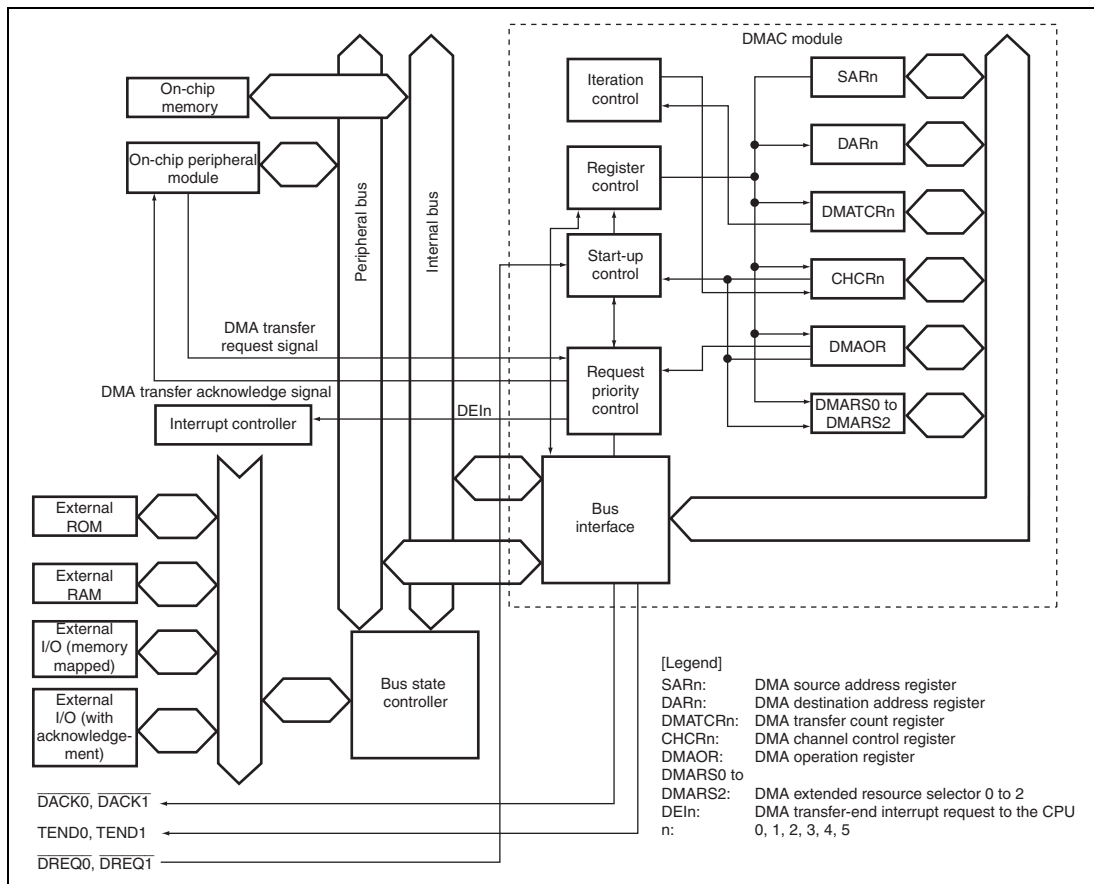 DMAC module
On-chip
memory
On-chip peripheral
module
Peripheral bus
Internal bus
Iteration
control
Register
control
Start-up
control
Request
priority
control
SARn
DARn
DMATCRn
CHCRn
DMAOR
DMARS0 to
DMARS2
DMA transfer
request signal
DMA transfer acknowledge signal
DEIn
Interrupt controller
Bus
interface
External
ROM
External
RAM
External
I/O (memory
mapped)
External
I/O (with
acknowledge-
ment)
Bus state
controller
DACK0, DACK1
TEND0, TEND1
DREQ0, DREQ1
[Legend]
SARn: DMA source address register
DARn: DMA destination address register
DMATCRn: DMA transfer count register
CHCRn: DMA channel control register
DMAOR: DMA operation register
DMARS0 to
DMARS2: DMA extended resource selector 0 to 2
DEIn: DMA transfer-end interrupt request to the CPU
n: 0, 1, 2, 3, 4, 5